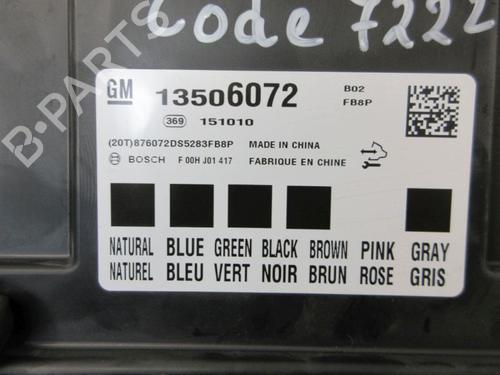 Code 7222
GM 13506072 B02
FB8P
369 151010
(20T)876072DS5283FB8P MADE IN CHINA
BOSCH F 00H J01 417 FABRIQUE EN CHINE
NATURAL BLUE GREEN BLACK BROWN PINK GRAY
NATUREL BLEU VERT NOIR BRUN ROSE GRIS
B-PARTS